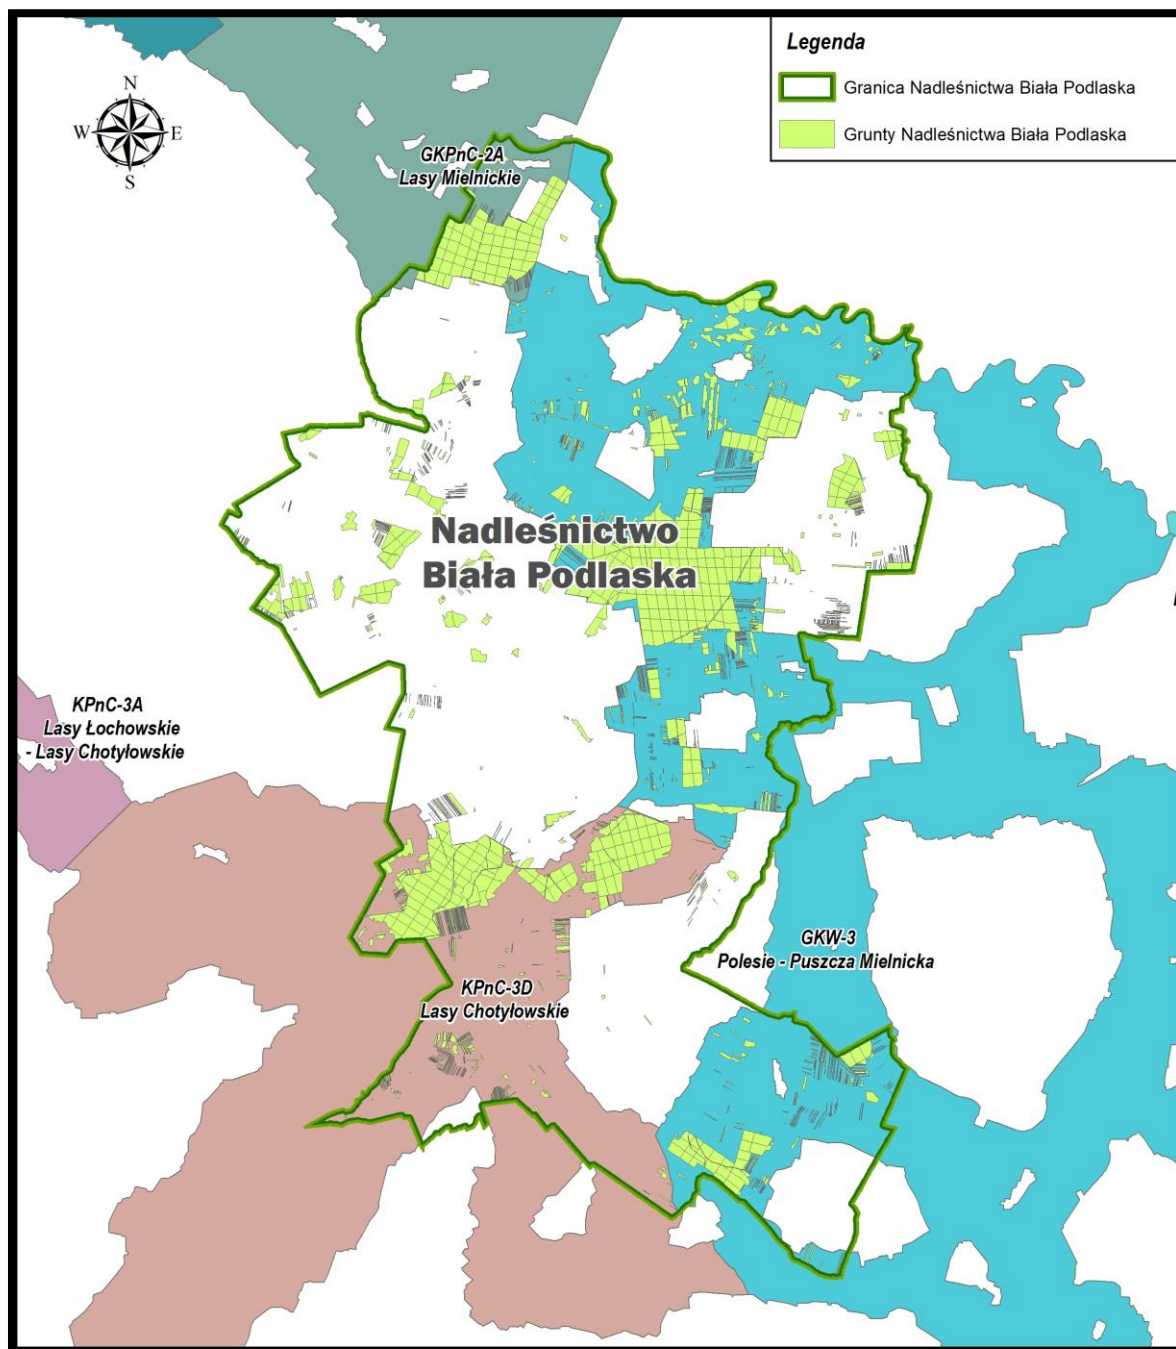 Legenda
Granica Nadleśnictwa Biała Podlaska
Grunty Nadleśnictwa Biała Podlaska
N
W
E
S
GKPnC-2A
Lasy Mielnickie
Nadleśnictwo
Biała Podlaska
KPnC-3A
Lasy Łochowskie
- Lasy Chotyłowskie
GKW-3
Polesie - Puszcza Mielnicka
KPnC-3D
Lasy Chotyłowskie